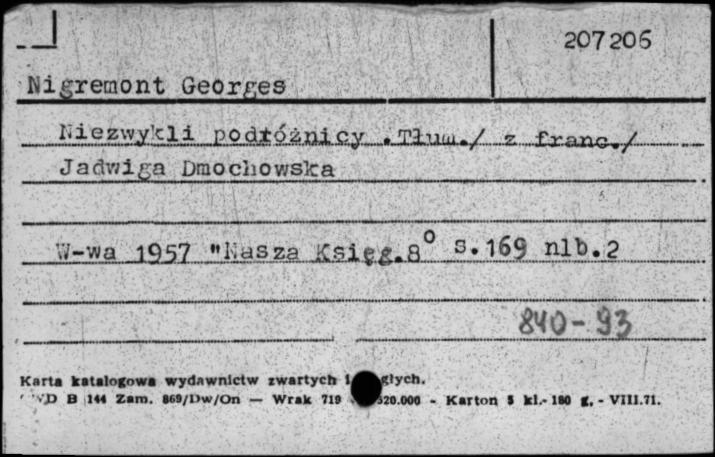 207206
Nigremont Georges
Niezwykli podróżnicy .Tłum./ z franc./
Jadwiga Dmochowska
W-wa 1957 "Nasza Księg.8° s.169 nlb.2
840-93
Karta katalogowa wydawnictw zwartych i
B 144 Zam. 869/Dw/On — Wrak 719 520.000 - Karton 5 kl.- 180 g. - VIII.71.